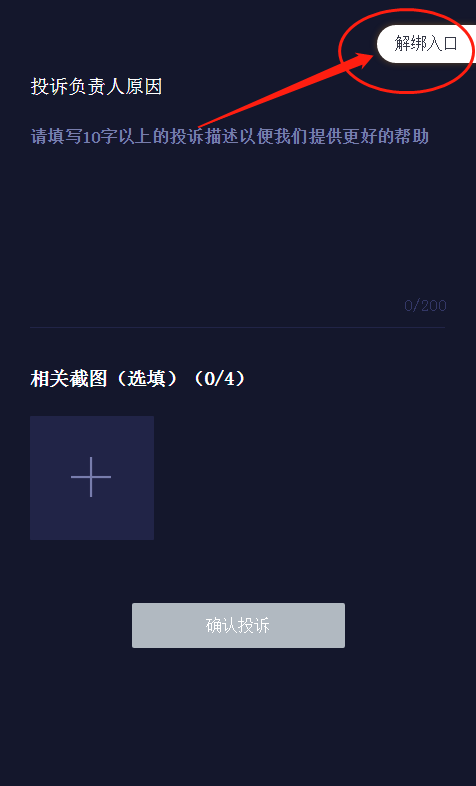 解绑入口
投诉负责人原因
请填写10字以上的投诉描述以便我们提供更好的帮助
0/200
相关截图（选填）（0/4）
确认投诉